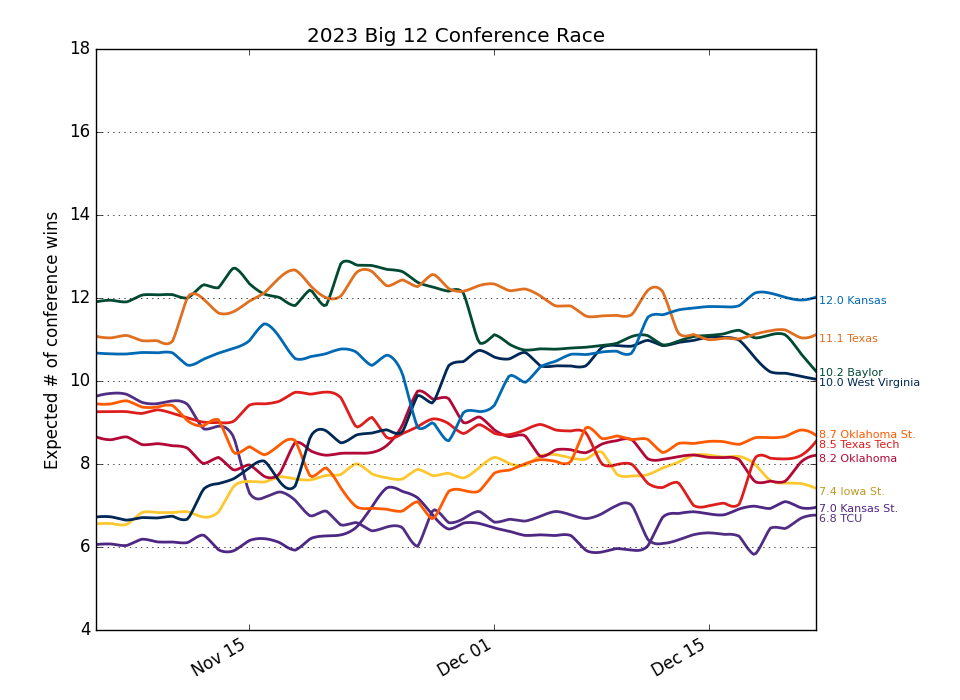 2023 Big 12 Conference Race
Expected # of conference wins
18
16
14
12
10
8
6
4
Nov 15
Dec 01
Dec 15
12.0 Kansas
11.1 Texas
10.2 Baylor
10.0 West Virginia
8.7 Oklahoma St.
8.5 Texas Tech
8.2 Oklahoma
7.4 Iowa St.
7.0 Kansas St.
6.8 TCU